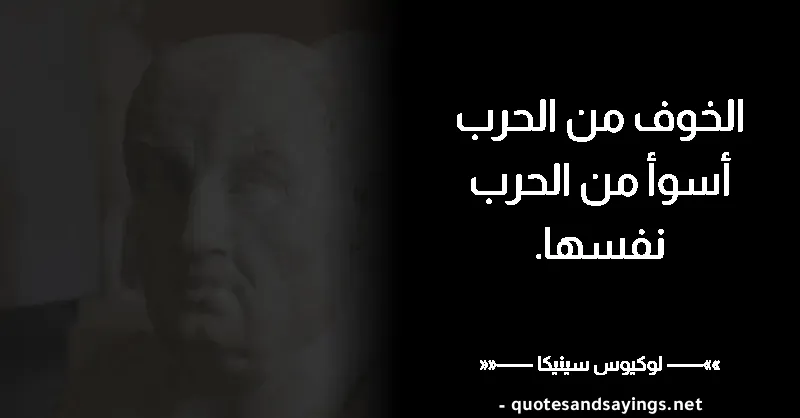 الخوف من الحرب
أسوأ من الحرب
نفسها.
»»—— لوكيوس سينيكا ——««
- quotesandsayings.net